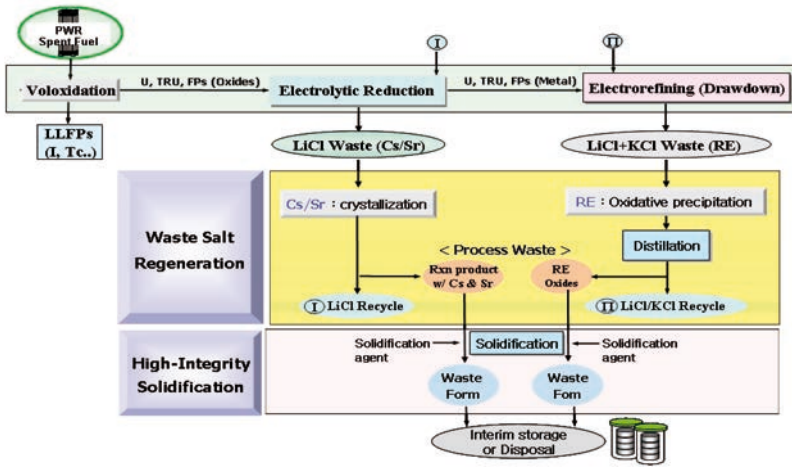 PWR
Spent Fuel
I
II
Voloxidation
U, TRU, FPs (Oxides)
Electrolytic Reduction
U, TRU, FPs (Metal)
Electrorefining (Drawdown)
LLFPs
(I, Tc..)
LiCl Waste (Cs/Sr)
LiCl+KCl Waste (RE)
Waste Salt
Regeneration
Cs/Sr : crystallization
RE : Oxidative precipitation
Distillation
< Process Waste >
Rxn product
w/ Cs & Sr
RE
Oxides
I LiCl Recycle
II LiCl/KCl Recycle
High-Integrity
Solidification
Solidification
agent
Solidification
Solidification
agent
Waste
Form
Waste
Fom
Interim storage
or Disposal